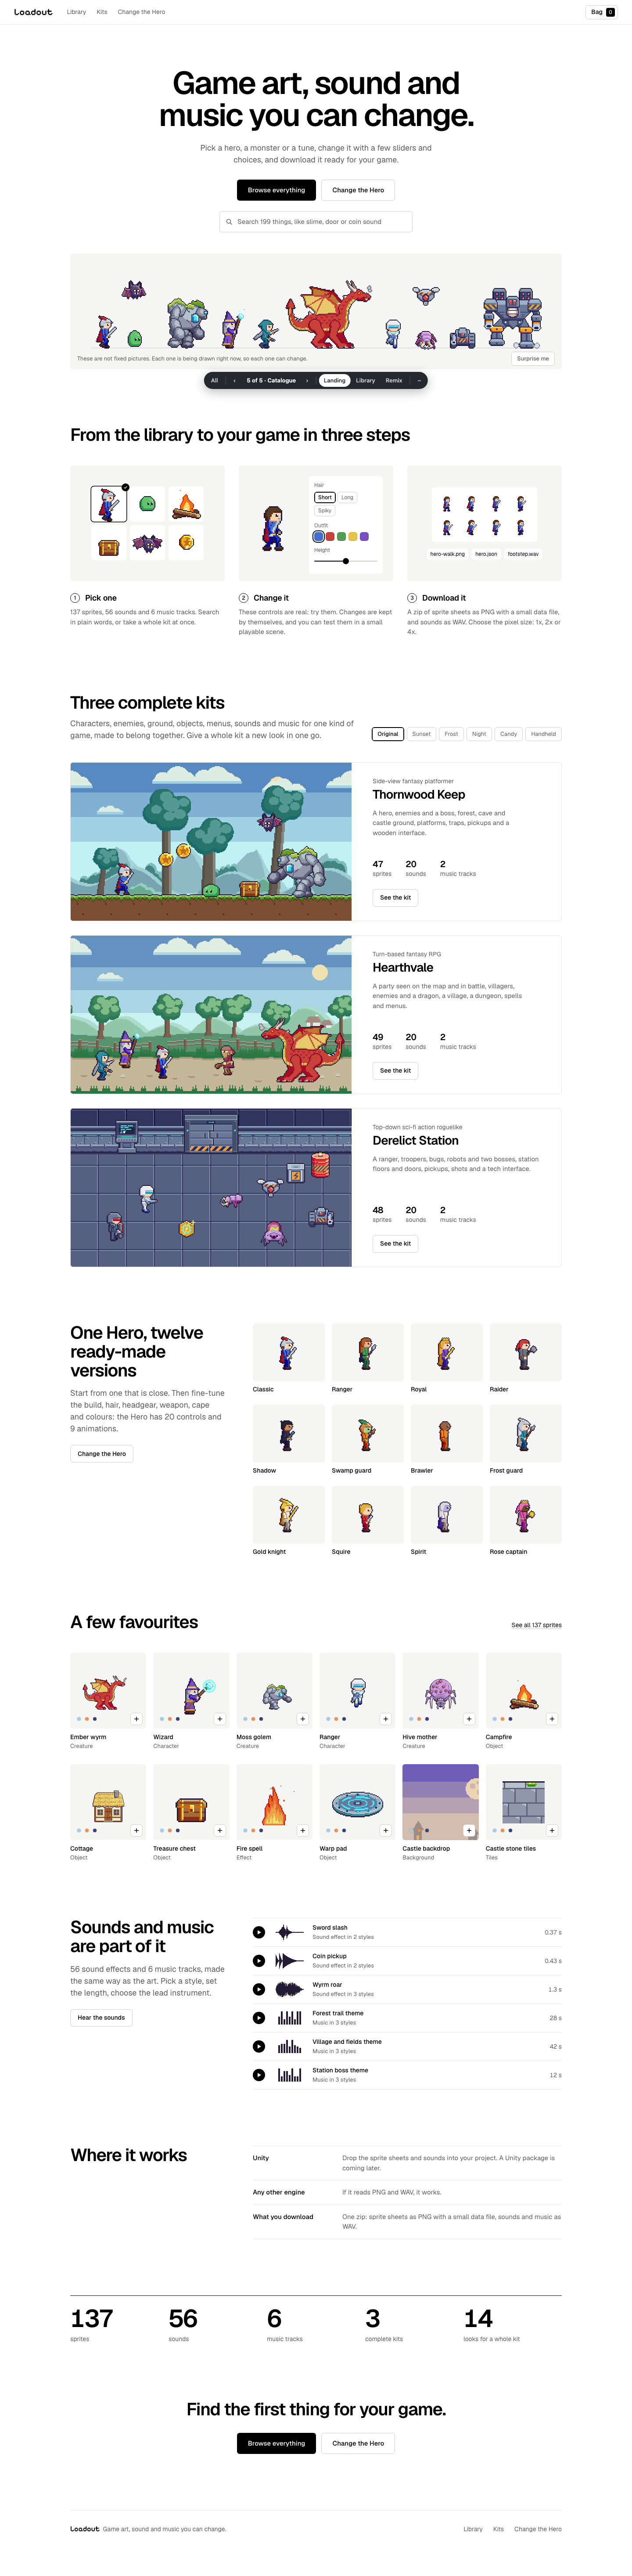 Loadout
Library
Kits
Change the Hero
Bag 0
Game art, sound and
music you can change.
Pick a hero, a monster or a tune, change it with a few sliders and
choices, and download it ready for your game.
Browse everything
Change the Hero
Search 199 things, like slime, door or coin sound
These are not fixed pictures. Each one is being drawn right now, so each one can change.
Surprise me
All ‹ 5 of 5 · Catalogue › Landing Library Remix –
From the library to your game in three steps
Hair
Short
Long
Spiky
Outfit
Height
hero-walk.png
hero.json
footstep.wav
1 Pick one
137 sprites, 56 sounds and 6 music tracks. Search
in plain words, or take a whole kit at once.
2 Change it
These controls are real: try them. Changes are kept
by themselves, and you can test them in a small
playable scene.
3 Download it
A zip of sprite sheets as PNG with a small data file,
and sounds as WAV. Choose the pixel size: 1x, 2x or
4x.
Three complete kits
Characters, enemies, ground, objects, menus, sounds and music for one kind of
game, made to belong together. Give a whole kit a new look in one go.
Original
Sunset
Frost
Night
Candy
Handheld
Side-view fantasy platformer
Thornwood Keep
A hero, enemies and a boss, forest, cave and
castle ground, platforms, traps, pickups and a
wooden interface.
47
20
2
sprites
sounds
music tracks
See the kit
Turn-based fantasy RPG
Hearthvale
A party seen on the map and in battle, villagers,
enemies and a dragon, a village, a dungeon, spells
and menus.
49
20
2
sprites
sounds
music tracks
See the kit
Top-down sci-fi action roguelike
Derelict Station
A ranger, troopers, bugs, robots and two bosses, station
floors and doors, pickups, shots and a tech interface.
48
20
2
sprites
sounds
music tracks
See the kit
One Hero, twelve
ready-made
versions
Start from one that is close. Then fine-tune
the build, hair, headgear, weapon, cape
and colours: the Hero has 20 controls and
9 animations.
Change the Hero
Classic
Ranger
Royal
Raider
Shadow
Swamp guard
Brawler
Frost guard
Gold knight
Squire
Spirit
Rose captain
A few favourites
See all 137 sprites
Ember wyrm
Creature
Wizard
Character
Moss golem
Creature
Ranger
Character
Hive mother
Creature
Campfire
Object
Cottage
Object
Treasure chest
Object
Fire spell
Effect
Warp pad
Object
Castle backdrop
Background
Castle stone tiles
Tiles
Sounds and music
are part of it
56 sound effects and 6 music tracks, made
the same way as the art. Pick a style, set
the length, choose the lead instrument.
Hear the sounds
Sword slash
Sound effect in 2 styles
0.37 s
Coin pickup
Sound effect in 2 styles
0.43 s
Wyrm roar
Sound effect in 3 styles
1.3 s
Forest trail theme
Music in 3 styles
28 s
Village and fields theme
Music in 3 styles
42 s
Station boss theme
Music in 3 styles
12 s
Where it works
Unity
Drop the sprite sheets and sounds into your project. A Unity package is
coming later.
Any other engine
If it reads PNG and WAV, it works.
What you download
One zip: sprite sheets as PNG with a small data file, sounds and music as
WAV.
137
sprites
56
sounds
6
music tracks
3
complete kits
14
looks for a whole kit
Find the first thing for your game.
Browse everything
Change the Hero
Loadout Game art, sound and music you can change.
Library
Kits
Change the Hero